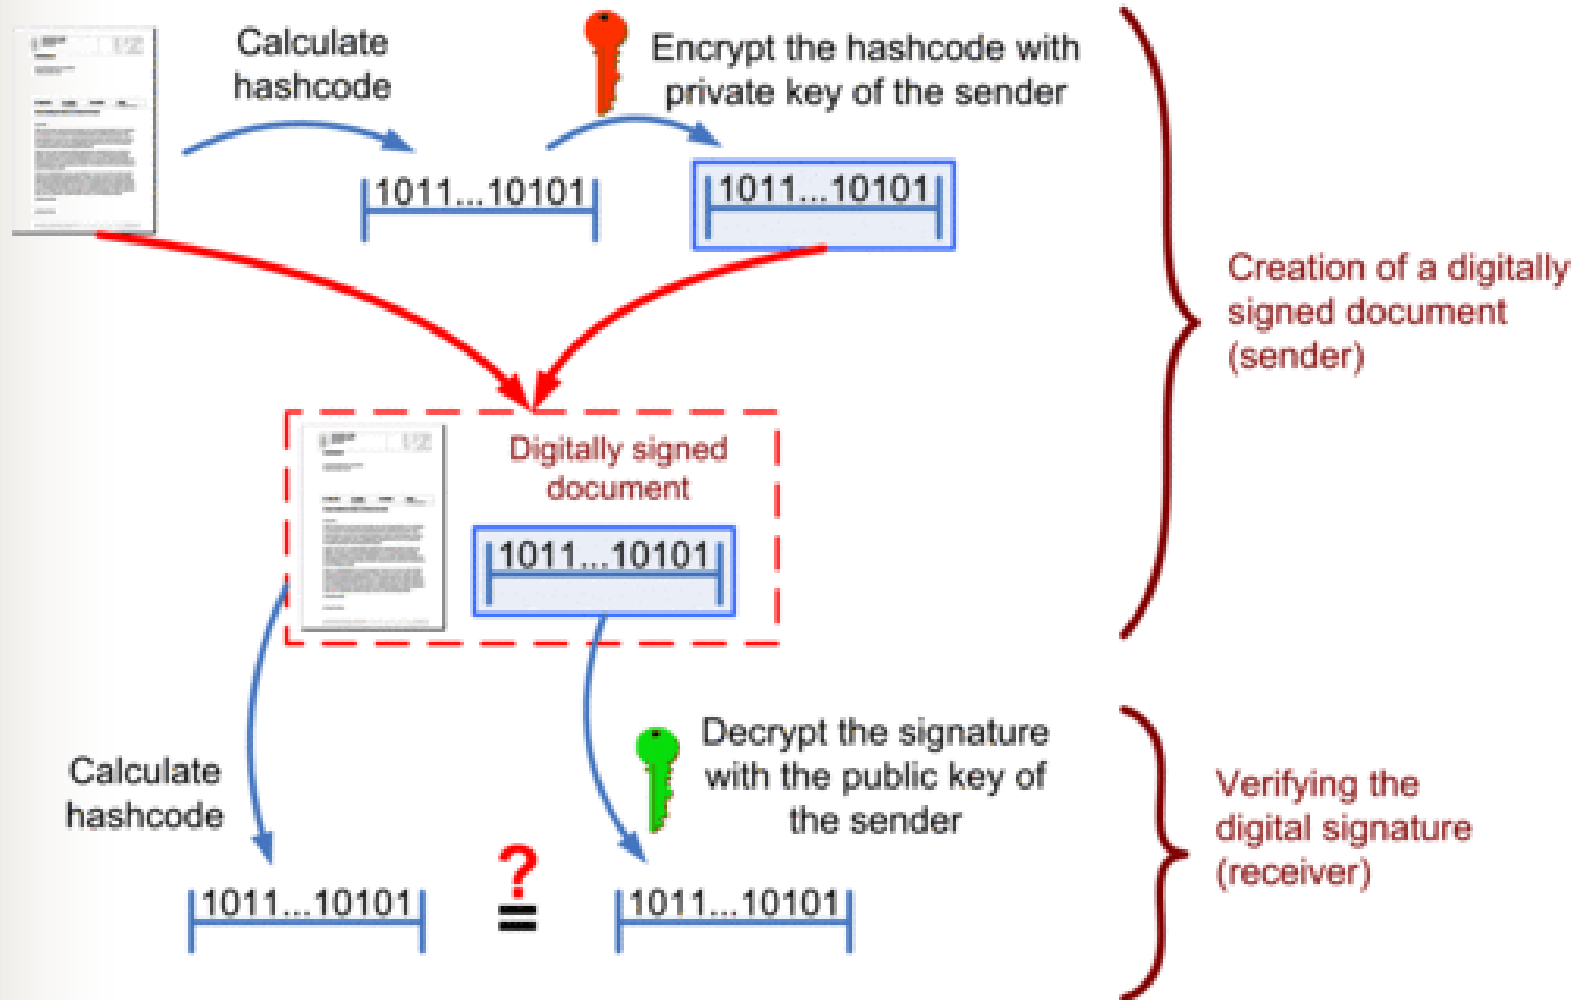 Calculate
hashcode
Encrypt the hashcode with
private key of the sender
1011...10101
1011...10101
Creation of a digitally
signed document
(sender)
Digitally signed
document
1011...10101
Calculate
hashcode
Decrypt the signature
with the public key of
the sender
Verifying the
digital signature
(receiver)
1011...10101
?
=
1011...10101